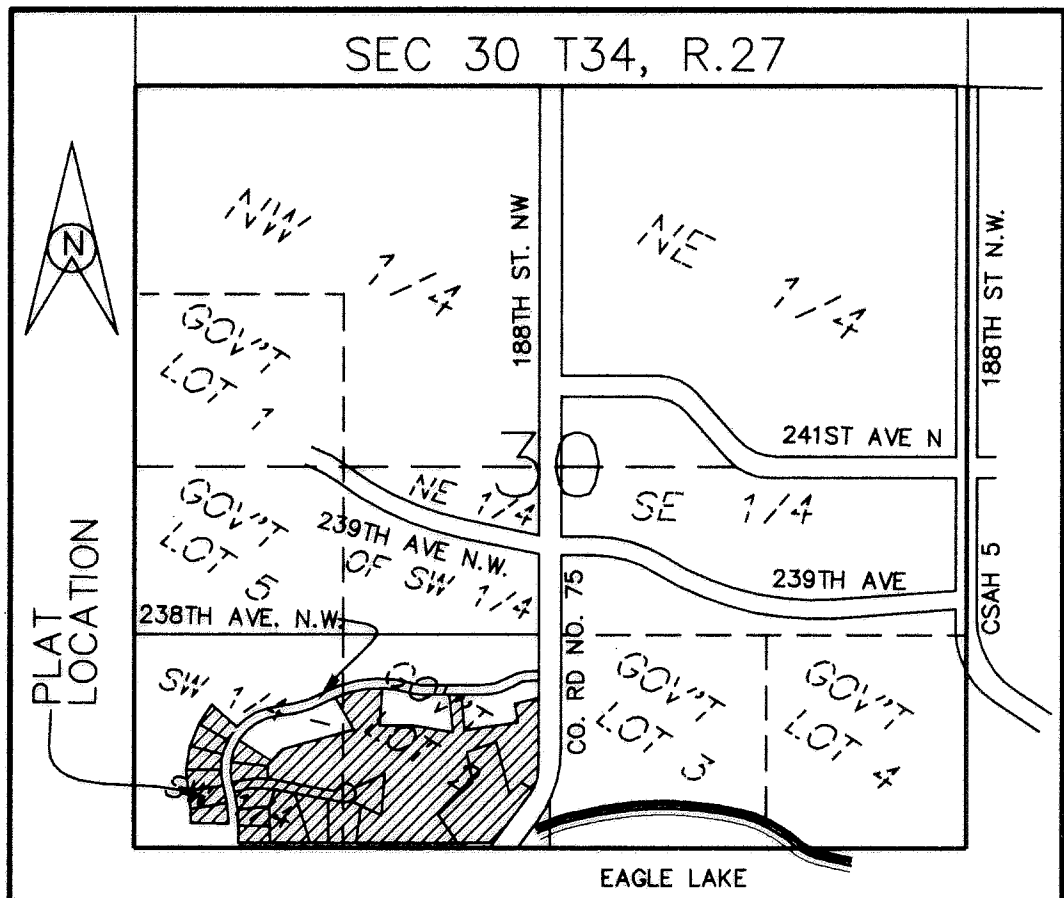 SEC 30 T34, R.27
N
NW
1/4
188TH ST. NW
NE
1/4
188TH ST N.W.
GOV'T
LOT 1
241ST AVE N
30
NE 1/4
OF SW 1/4
SE 1/4
GOV'T
LOT 5
239TH AVE N.W.
239TH AVE
238TH AVE. N.W.
CO. RD NO. 75
CSAH 5
PLAT
LOCATION
SW 1/4
GOV'T
LOT 2
GOV'T
LOT 3
GOV'T
LOT 4
EAGLE LAKE